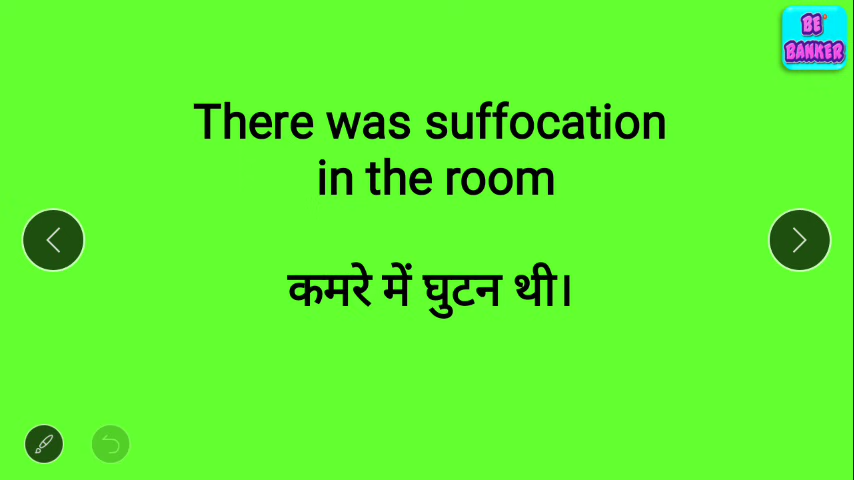 BE
BANKER
There was suffocation
in the room
कमरे में घुटन थी।